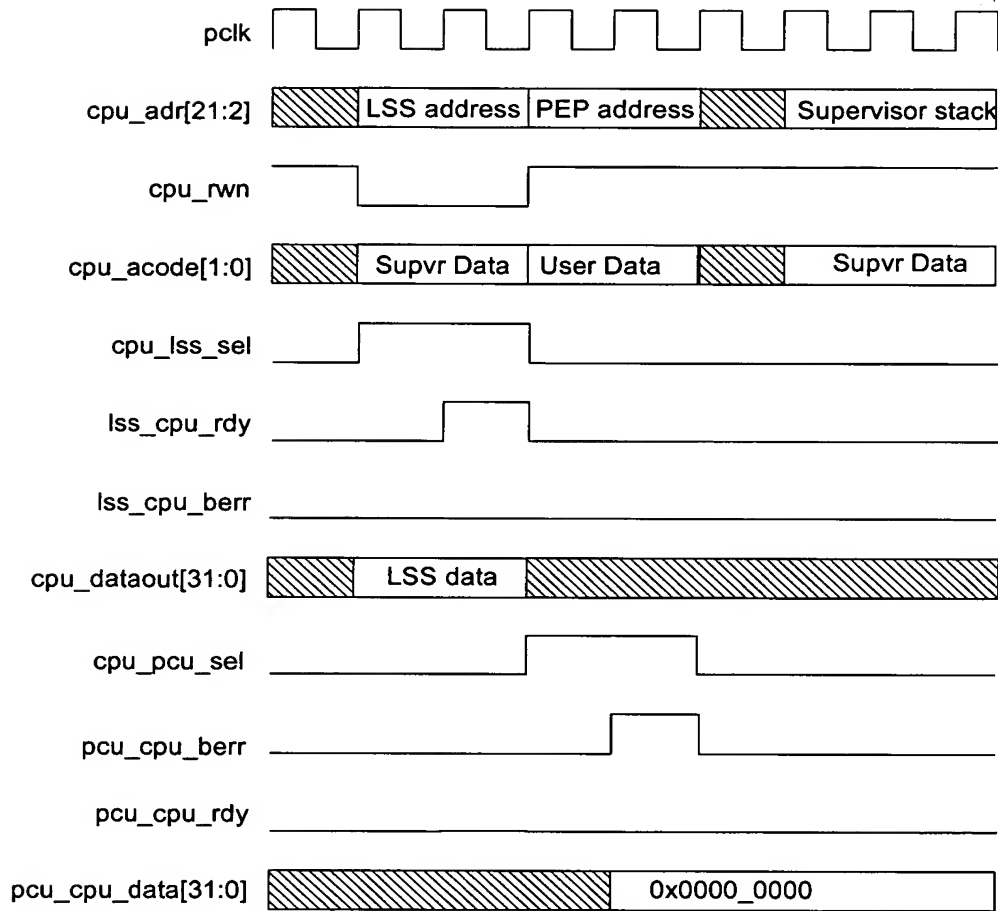 pclk
cpu_adr[21:2] LSS address PEP address Supervisor stack
cpu_rwn
cpu_acode[1:0] Supvr Data User Data Supvr Data
cpu_lss_sel
lss_cpu_rdy
lss_cpu_berr
cpu_dataout[31:0] LSS data
cpu_pcu_sel
pcu_cpu_berr
pcu_cpu_rdy
pcu_cpu_data[31:0] 0x0000_0000